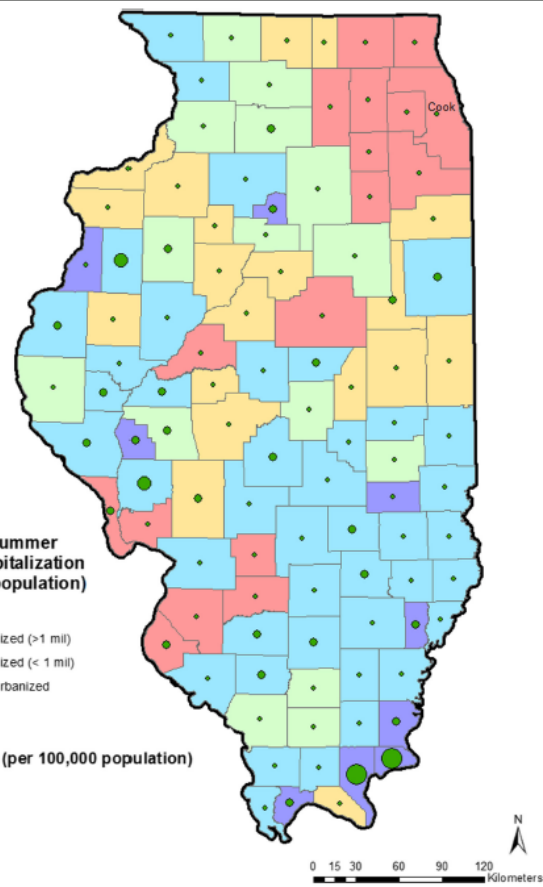 Cook
ummer
pitalization
opulation)
ized (>1 mil)
ized (< 1 mil)
rbanized
(per 100,000 population)
N
0 15 30 60 90 120
Kilometers